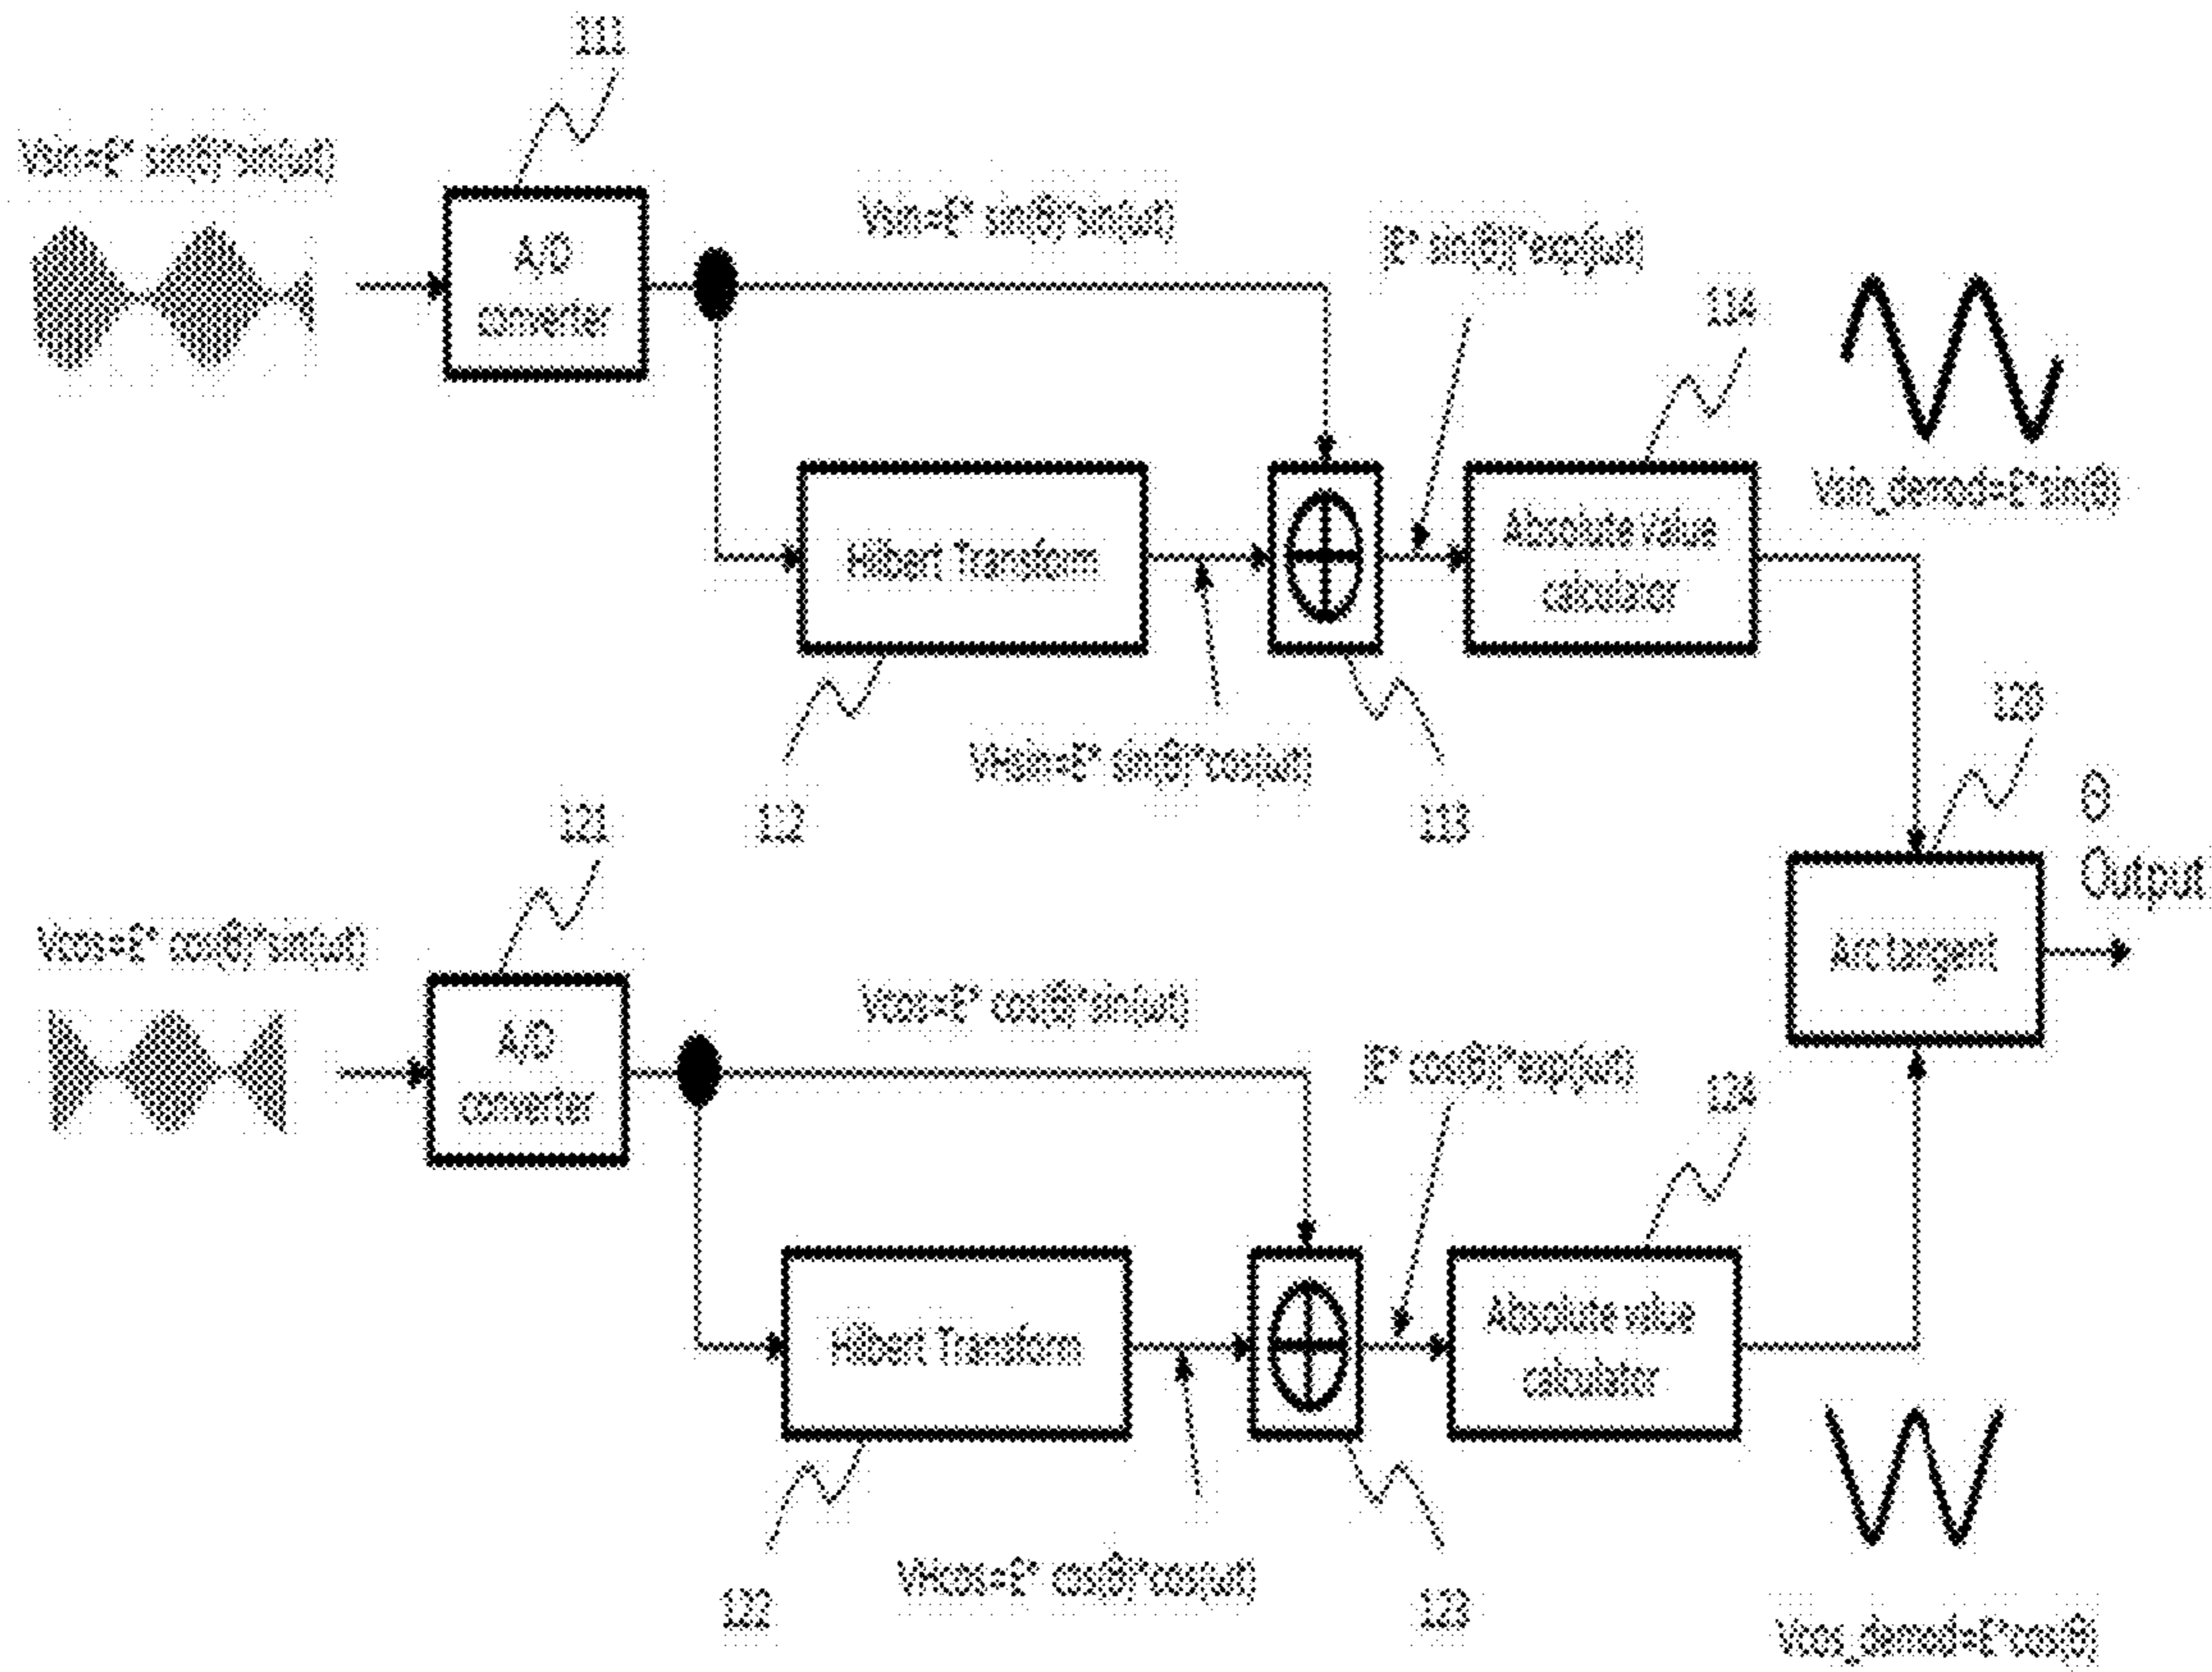 111
Vsin=E* sin(θ)*sin(ωt)
A/D
converter
Vsin=E* sin(θ)*sin(ωt)
E* sin(θ)*exp(jωt)
114
Vsin_demod=E*sin(θ)
Hilbert Transform
Absolute value
calculator
112
VHsin=E* sin(θ)*cos(ωt)
113
θ
Output
Arc tangent
121
Vcos=E* cos(θ)*sin(ωt)
A/D
converter
Vcos=E* cos(θ)*sin(ωt)
E* cos(θ)*exp(jωt)
124
Hilbert Transform
Absolute value
calculator
122
VHcos=E* cos(θ)*cos(ωt)
123
Vcos_demod=E*cos(θ)